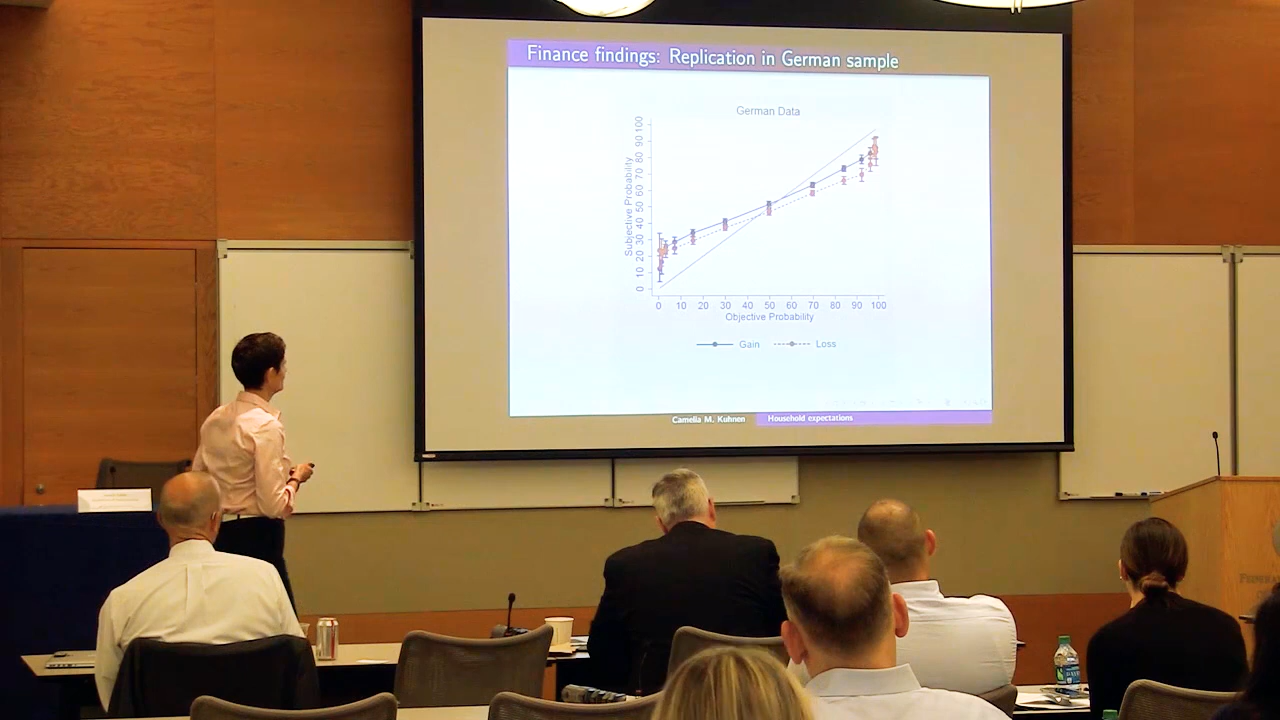 Finance findings: Replication in German sample
German Data
Subjective Probability
0 10 20 30 40 50 60 70 80 90 100
0 10 20 30 40 50 60 70 80 90 100
Objective Probability
Gain Loss
Camelia M. Kuhnen Household expectations